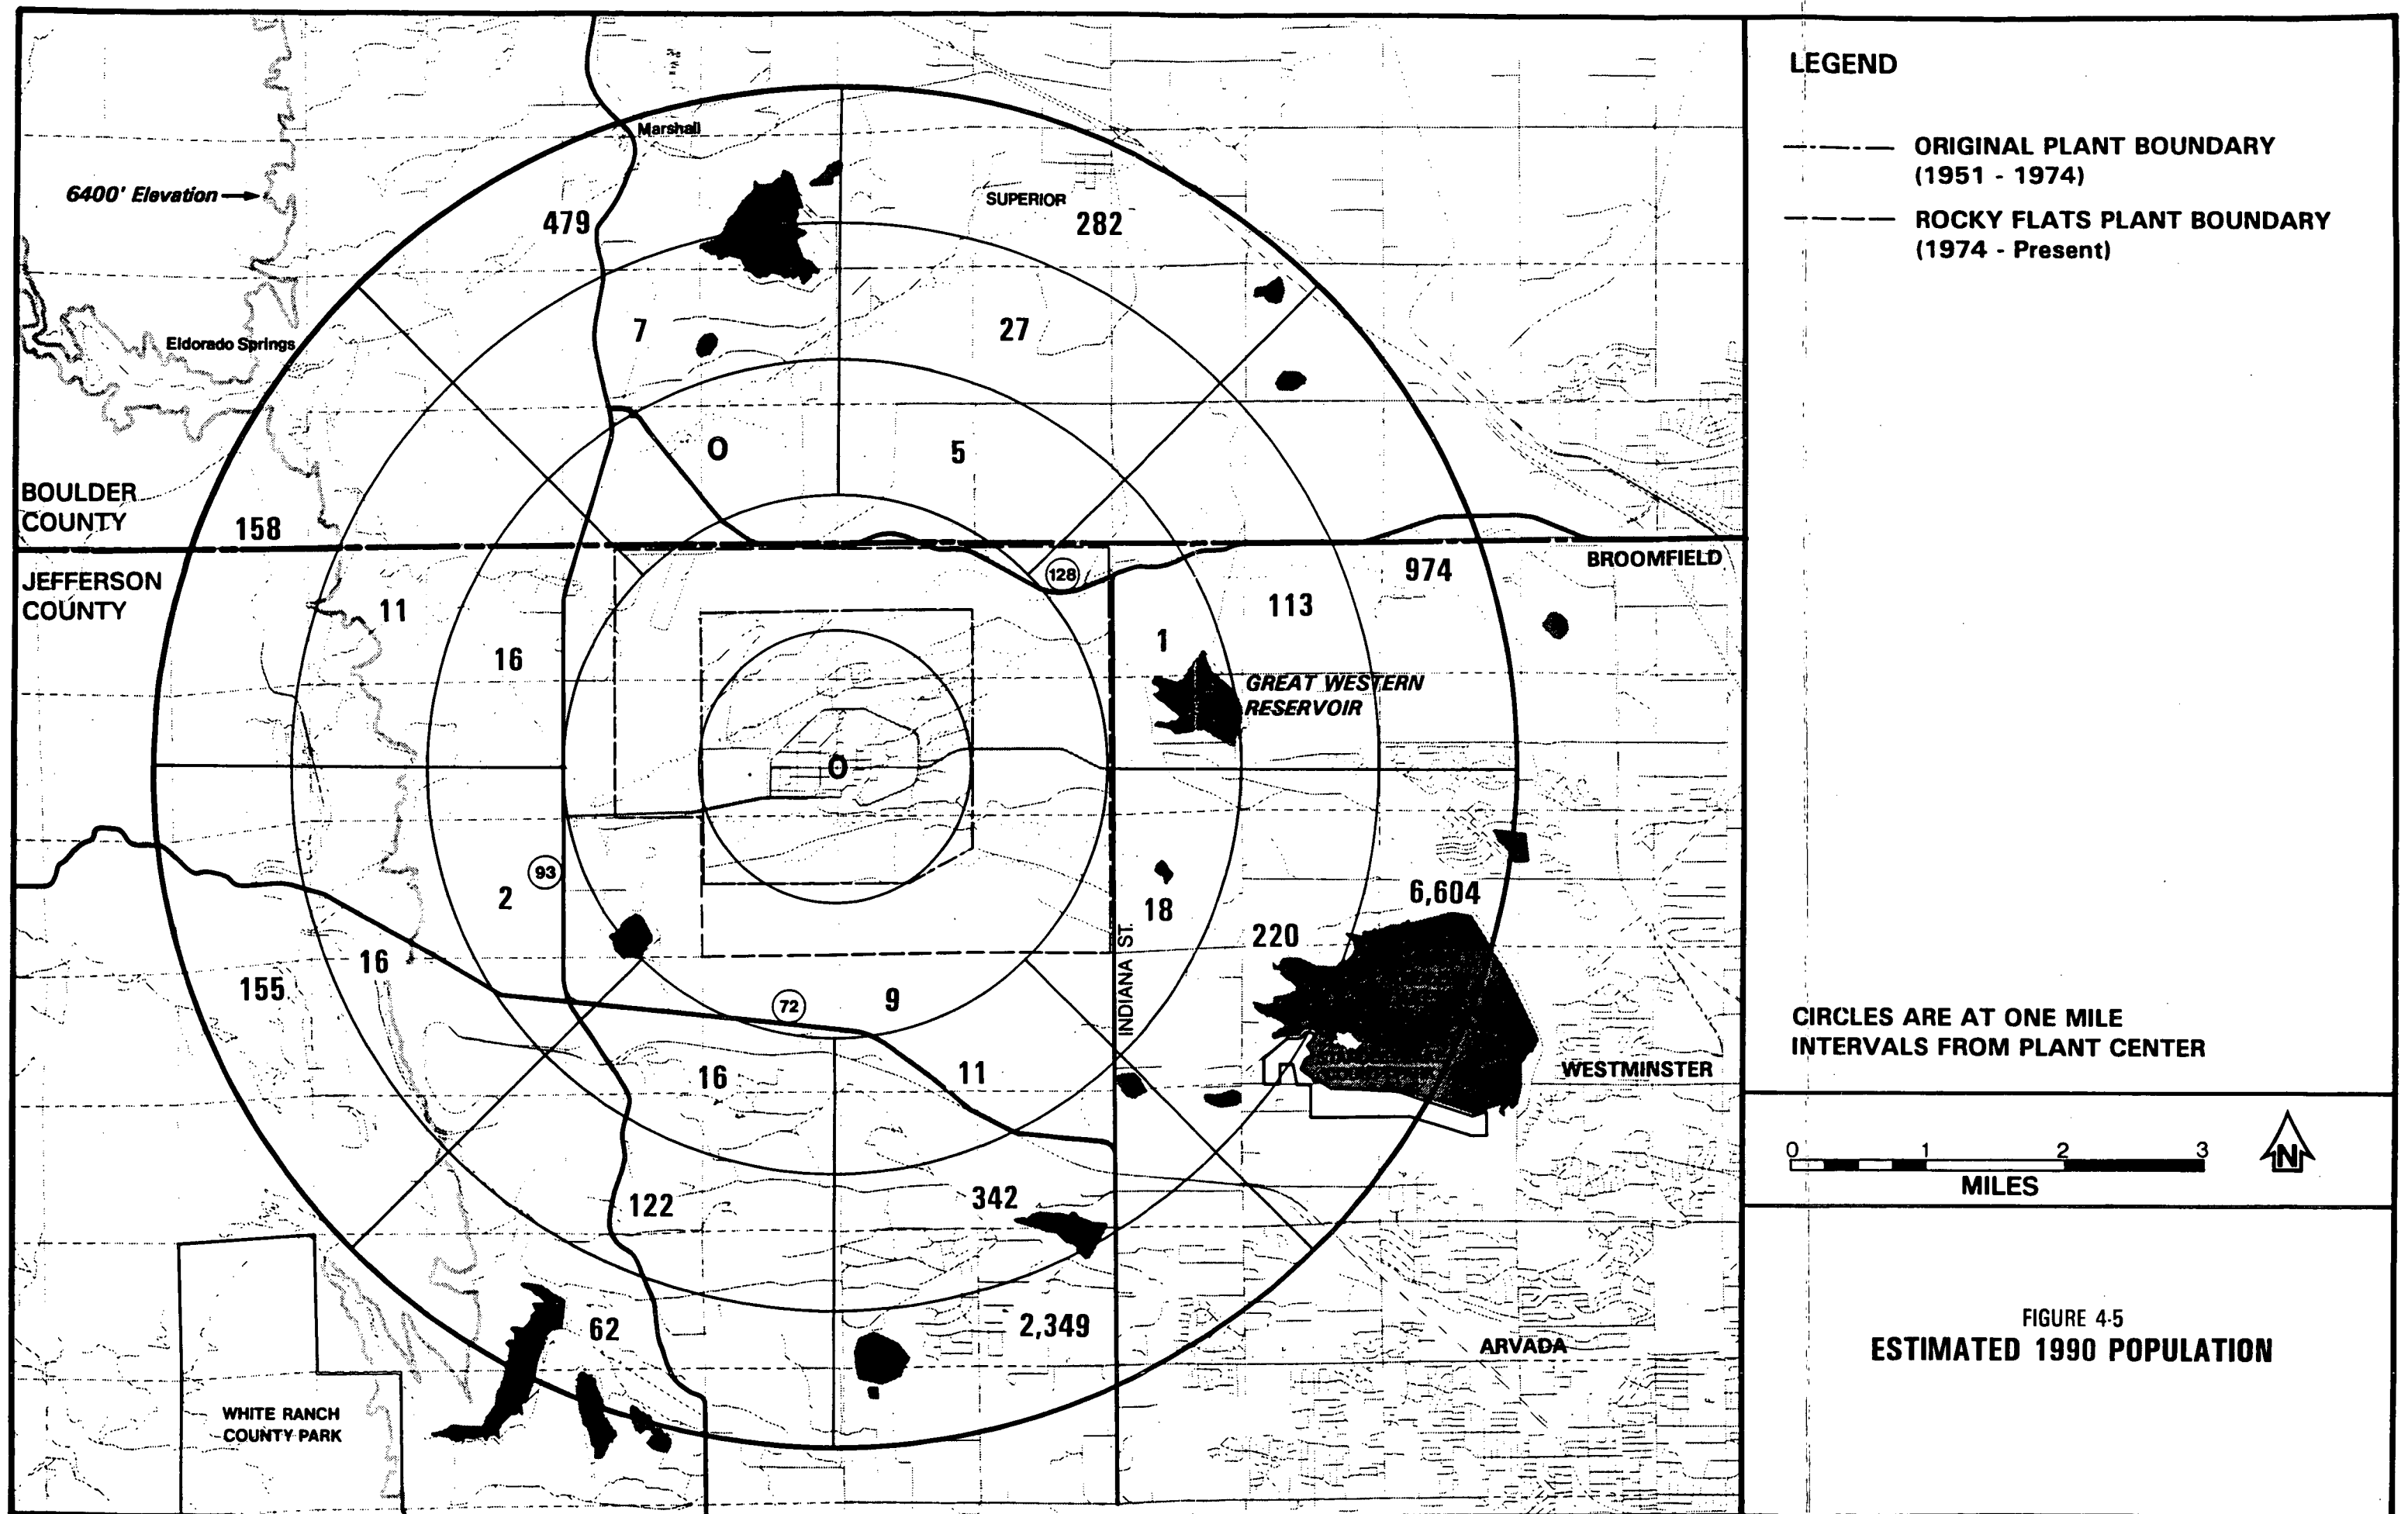 Marshall
6400' Elevation
479
SUPERIOR
282
7
27
Eldorado Springs
0
5
BOULDER
COUNTY
158
JEFFERSON
COUNTY
11
16
128
1
113
974
BROOMFIELD
GREAT WESTERN
RESERVOIR
0
93
2
18
6,604
220
INDIANA ST.
16
155
72
9
16
11
WESTMINSTER
122
342
62
2,349
ARVADA
WHITE RANCH
COUNTY PARK
LEGEND
ORIGINAL PLANT BOUNDARY
(1951 - 1974)
ROCKY FLATS PLANT BOUNDARY
(1974 - Present)
CIRCLES ARE AT ONE MILE
INTERVALS FROM PLANT CENTER
0 1 2 3
MILES
N
FIGURE 4-5
ESTIMATED 1990 POPULATION